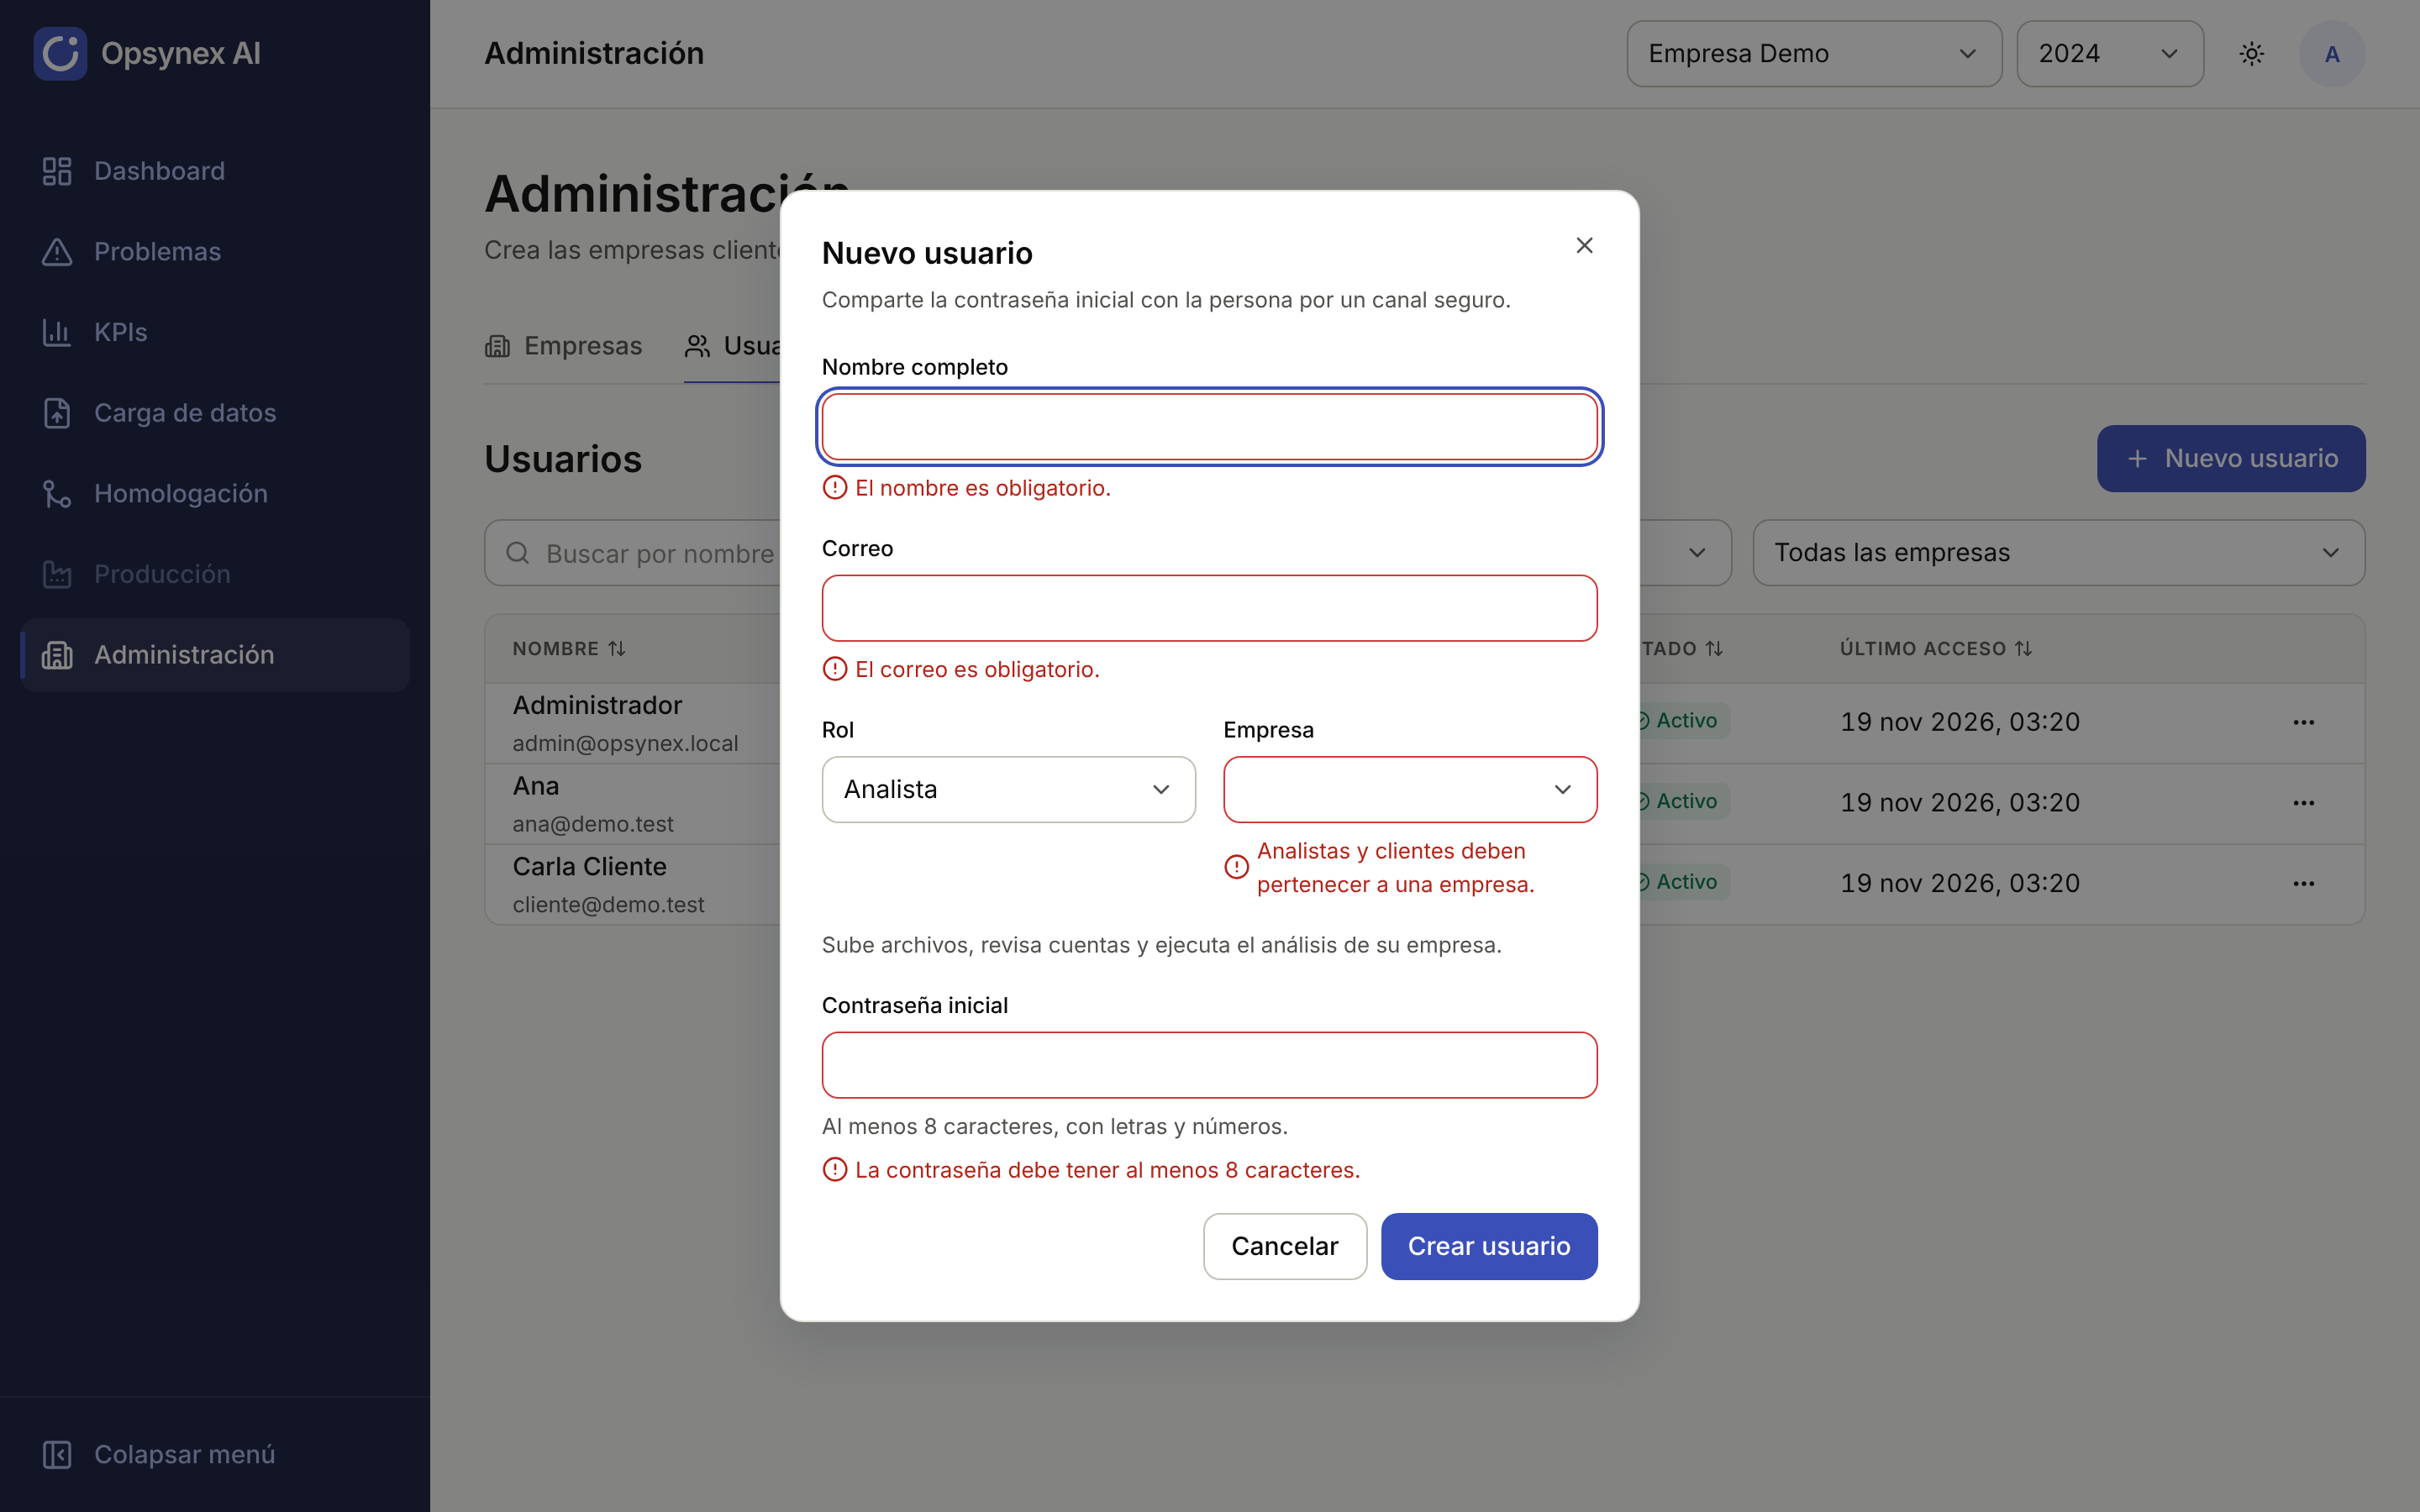 Opsynex AI
Dashboard
Problemas
KPIs
Carga de datos
Homologación
Producción
Administración
Colapsar menú
Administración
Empresa Demo
2024
A
Administración
Crea las empresas
Empresas
Usuarios
Nuevo usuario
Buscar por nombre
Todas las empresas
NOMBRE
ÚLTIMO ACCESO
Administrador
admin@opsynex.local
Activo
19 nov 2026, 03:20
Ana
ana@demo.test
Activo
19 nov 2026, 03:20
Carla Cliente
cliente@demo.test
Activo
19 nov 2026, 03:20
Nuevo usuario
Comparte la contraseña inicial con la persona por un canal seguro.
Nombre completo
El nombre es obligatorio.
Correo
El correo es obligatorio.
Rol
Empresa
Analista
Analistas y clientes deben
pertenecer a una empresa.
Sube archivos, revisa cuentas y ejecuta el análisis de su empresa.
Contraseña inicial
Al menos 8 caracteres, con letras y números.
La contraseña debe tener al menos 8 caracteres.
Cancelar
Crear usuario